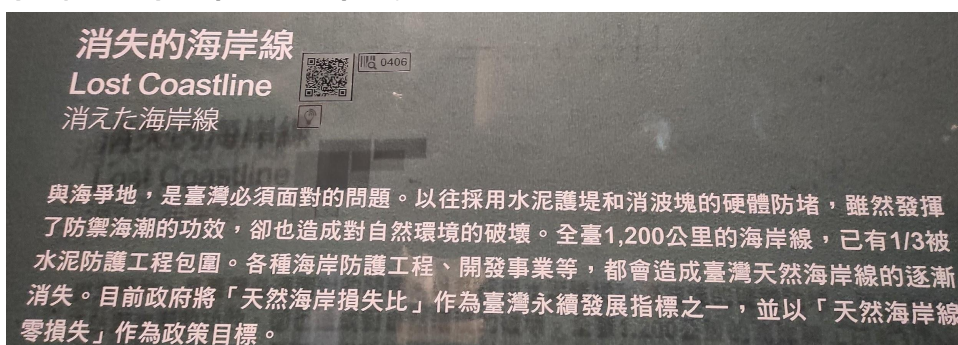 消失的海岸線
0406
Lost Coastline
消えた海岸線
與海爭地，是臺灣必須面對的問題。以往採用水泥護堤和消波塊的硬體防堵，雖然發揮
了防禦海潮的功效，卻也造成對自然環境的破壞。全臺1,200公里的海岸線，已有1/3被
水泥防護工程包圍。各種海岸防護工程、開發事業等，都會造成臺灣天然海岸線的逐漸
消失。目前政府將「天然海岸損失比」作為臺灣永續發展指標之一，並以「天然海岸線
零損失」作為政策目標。